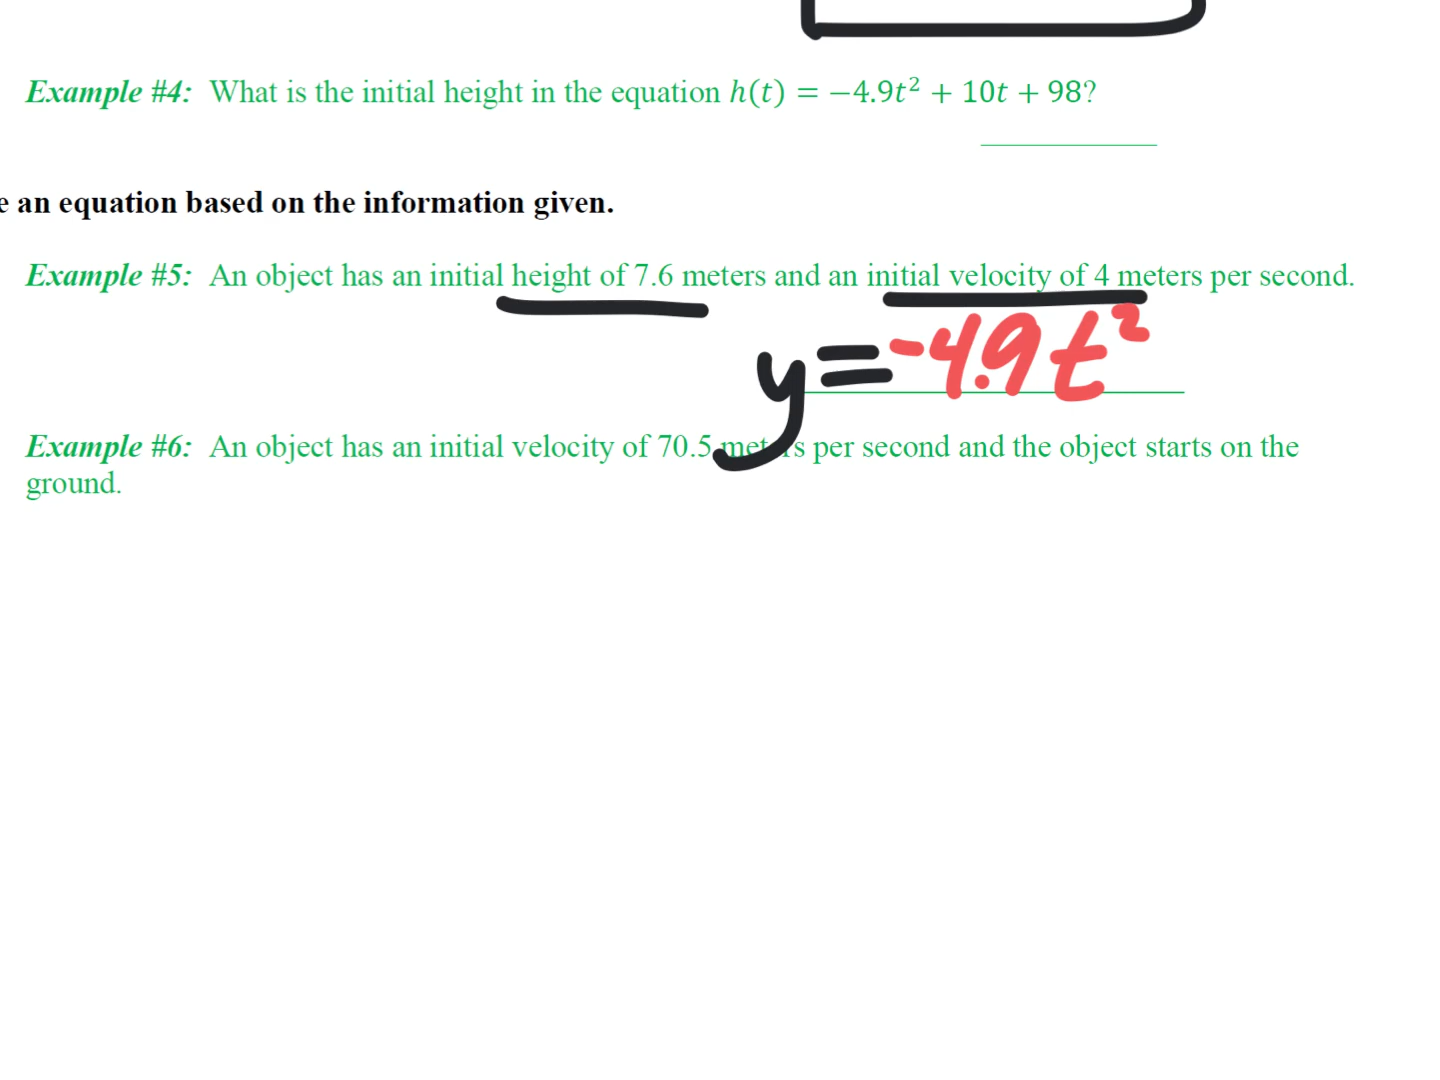 Example #4: What is the initial height in the equation h(t) = −4.9t² + 10t + 98?
e an equation based on the information given.
Example #5: An object has an initial height of 7.6 meters and an initial velocity of 4 meters per second.
y = -4.9t²
Example #6: An object has an initial velocity of 70.5 meters per second and the object starts on the
ground.